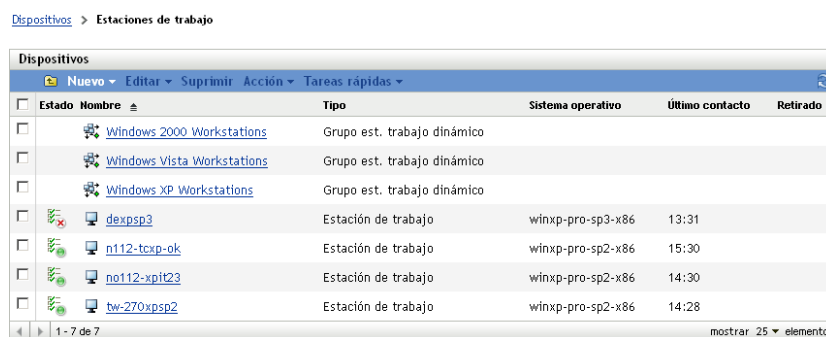 Dispositivos > Estaciones de trabajo
Dispositivos
Nuevo Editar Suprimir Acción Tareas rápidas
Estado Nombre Tipo Sistema operativo Último contacto Retirado
Windows 2000 Workstations Grupo est. trabajo dinámico
Windows Vista Workstations Grupo est. trabajo dinámico
Windows XP Workstations Grupo est. trabajo dinámico
dexpsp3 Estación de trabajo winxp-pro-sp3-x86 13:31
n112-tcxp-ok Estación de trabajo winxp-pro-sp2-x86 15:30
no112-xpit23 Estación de trabajo winxp-pro-sp2-x86 14:30
tw-270xpsp2 Estación de trabajo winxp-pro-sp2-x86 14:28
1 - 7 de 7 mostrar 25 elemento